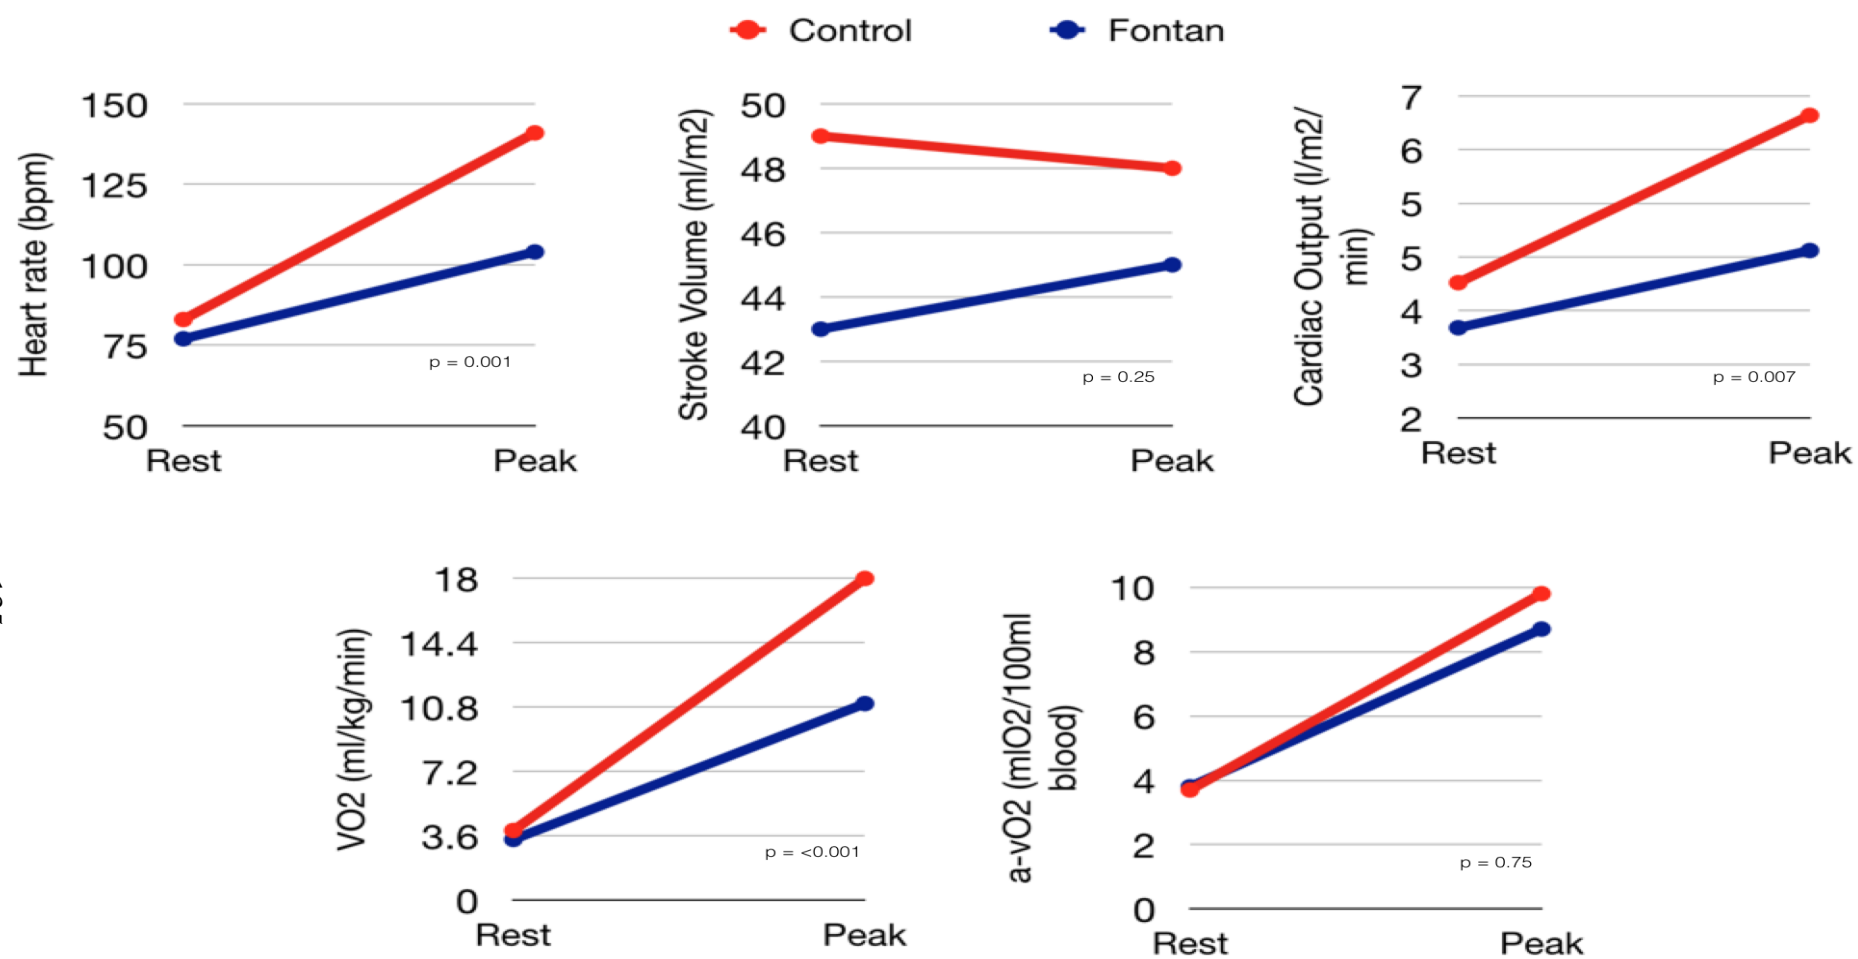 Control
Fontan
Heart rate (bpm)
150
125
100
75
50
p = 0.001
Rest
Peak
Stroke Volume (ml/m2)
50
48
46
44
42
40
p = 0.25
Rest
Peak
Cardiac Output (l/m2/
min)
7
6
5
5
4
3
2
p = 0.007
Rest
Peak
VO2 (ml/kg/min)
18
14.4
10.8
7.2
3.6
0
p = <0.001
Rest
Peak
a-vO2 (mlO2/100ml
blood)
10
8
6
4
2
0
p = 0.75
Rest
Peak